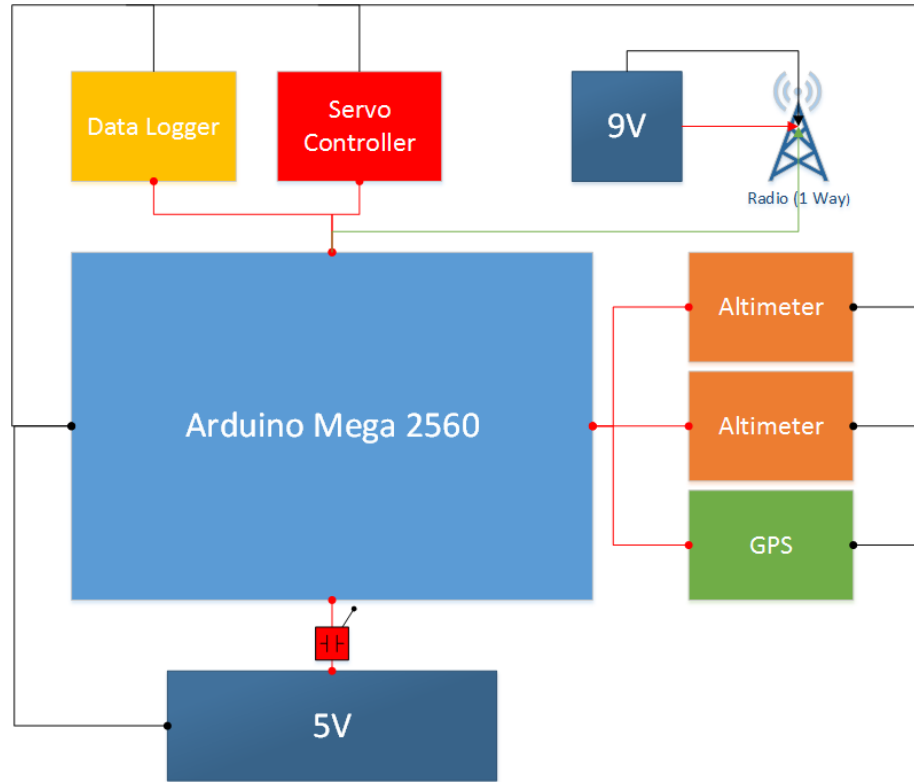 Data Logger
Servo
Controller
9V
Radio (1 Way)
Arduino Mega 2560
Altimeter
Altimeter
GPS
5V